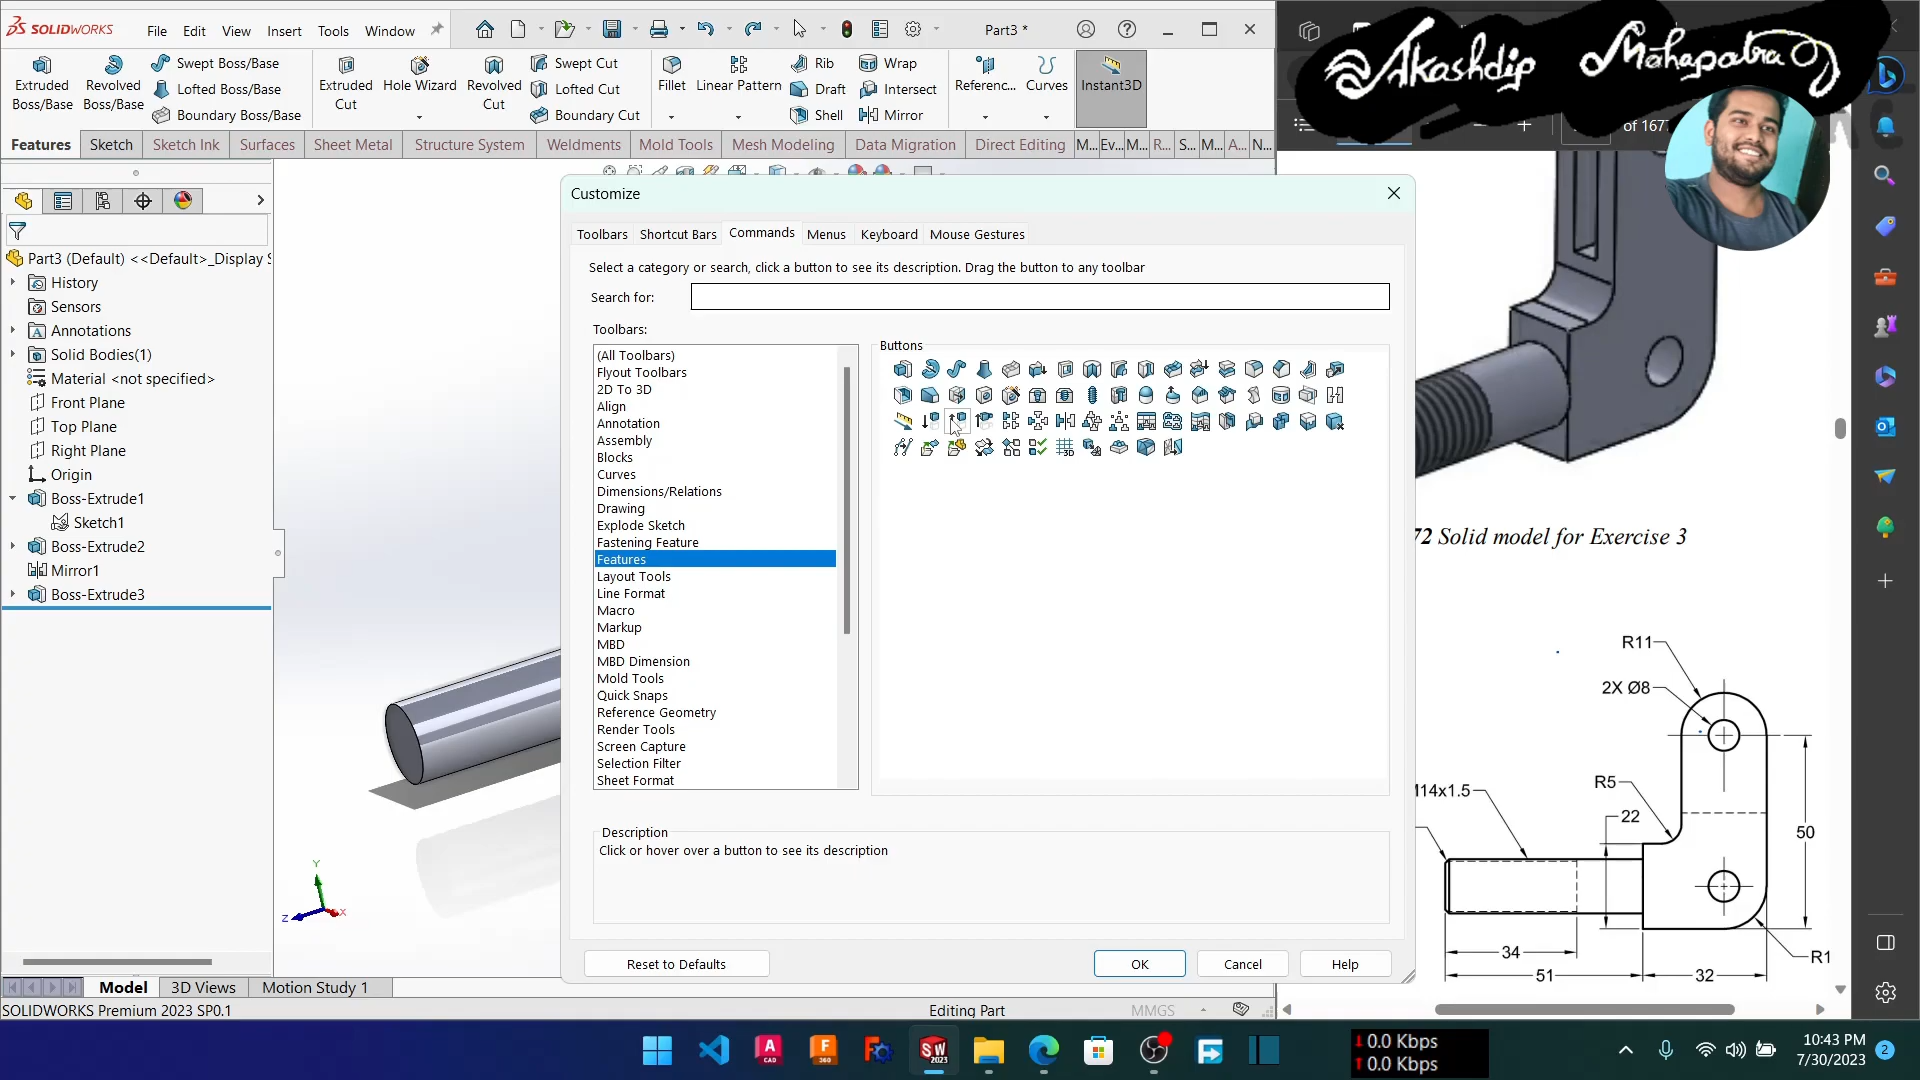 SOLIDWORKS
File Edit View Insert Tools Window
Part3 *
Akashdip Mahapatra
Extruded Boss/Base
Revolved Boss/Base
Swept Boss/Base
Lofted Boss/Base
Boundary Boss/Base
Extruded Cut
Hole Wizard
Revolved Cut
Swept Cut
Lofted Cut
Boundary Cut
Fillet
Linear Pattern
Rib
Draft
Shell
Wrap
Intersect
Mirror
Referenc...
Curves
Instant3D
of 1677
Features Sketch Sketch Ink Surfaces Sheet Metal Structure System Weldments Mold Tools Mesh Modeling Data Migration Direct Editing M... Ev... M... R... S... M... A... N...
Part3 (Default) <<Default>_Display S
History
Sensors
Annotations
Solid Bodies(1)
Material <not specified>
Front Plane
Top Plane
Right Plane
Origin
Boss-Extrude1
Sketch1
Boss-Extrude2
Mirror1
Boss-Extrude3
Y
Z
X
Customize
Toolbars Shortcut Bars Commands Menus Keyboard Mouse Gestures
Select a category or search, click a button to see its description. Drag the button to any toolbar
Search for:
Toolbars:
(All Toolbars)
Flyout Toolbars
2D To 3D
Align
Annotation
Assembly
Blocks
Curves
Dimensions/Relations
Drawing
Explode Sketch
Fastening Feature
Features
Layout Tools
Line Format
Macro
Markup
MBD
MBD Dimension
Mold Tools
Quick Snaps
Reference Geometry
Render Tools
Screen Capture
Selection Filter
Sheet Format
Buttons
Description
Click or hover over a button to see its description
Reset to Defaults
OK
Cancel
Help
72 Solid model for Exercise 3
R11
2X Ø8
R5
14x1.5
22
50
34
51
32
R1
Model 3D Views Motion Study 1
SOLIDWORKS Premium 2023 SP0.1
Editing Part
MMGS
0.0 Kbps
0.0 Kbps
10:43 PM
7/30/2023
2